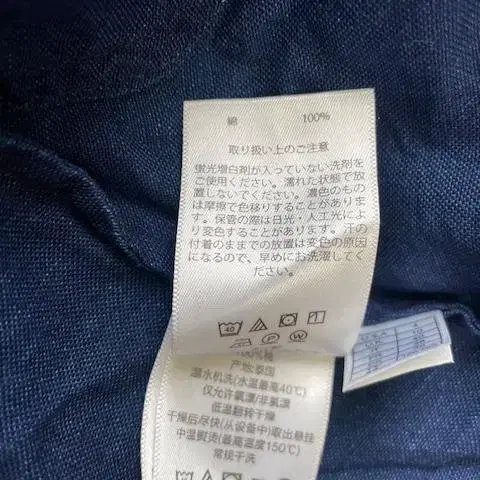 綿 100%
取り扱い上のご注意
蛍光増白剤が入っていない洗剤を
ご使用ください。濡れた状態で放
置しないでください。濃色のもの
は摩擦で色移りすることがありま
す。保管の際は日光・人工光によ
り変色することがあります。汗の
付着のままでの放置は変色の原因
になるので、早めにお洗濯してく
ださい。
40
P W
产地:泰国
温水机洗(水温最高40℃)
仅允许氧漂/非氯漂
低温翻转干燥
干燥后尽快(从设备中)取出悬挂
中温熨烫(最高温度150℃)
常规干洗